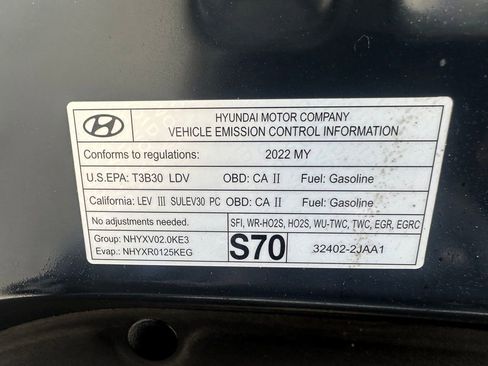 HYUNDAI MOTOR COMPANY
VEHICLE EMISSION CONTROL INFORMATION
Conforms to regulations: 2022 MY
U.S.EPA: T3B30 LDV OBD: CA II Fuel: Gasoline
California: LEV III SULEV30 PC OBD: CA II Fuel: Gasoline
No adjustments needed. SFI, WR-HO2S, HO2S, WU-TWC, TWC, EGR, EGRC
Group: NHYXV02.0KE3
Evap.: NHYXR0125KEG
S70 32402-2JAA1